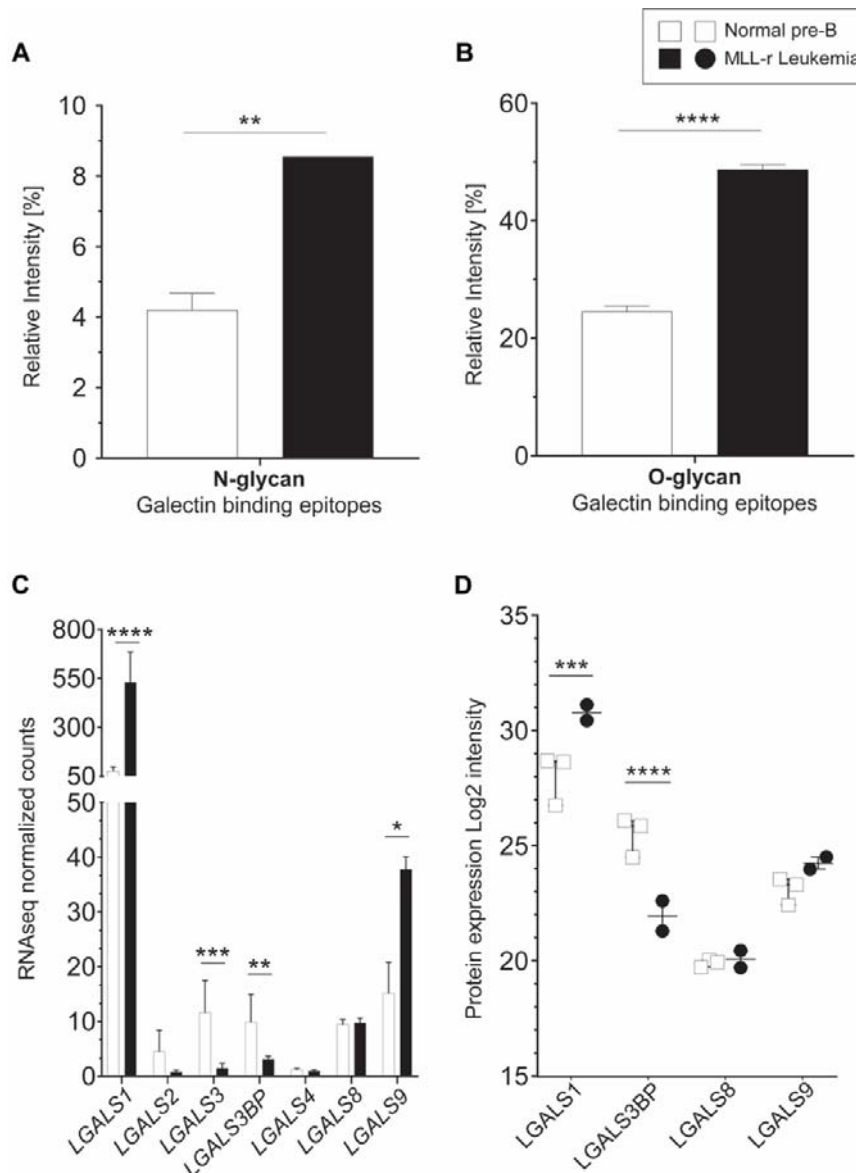 Normal pre-B
MLL-r Leukemia
A
Relative Intensity [%]
10
8
6
4
2
0
**
N-glycan
Galectin binding epitopes
B
Relative Intensity [%]
60
40
20
0
****
O-glycan
Galectin binding epitopes
C
RNAseq normalized counts
800
550
300
50
50
40
30
20
10
0
****
***
**
*
LGALS1
LGALS2
LGALS3
LGALS3BP
LGALS4
LGALS8
LGALS9
D
Protein expression Log2 intensity
35
30
25
20
15
***
****
LGALS1
LGALS3BP
LGALS8
LGALS9